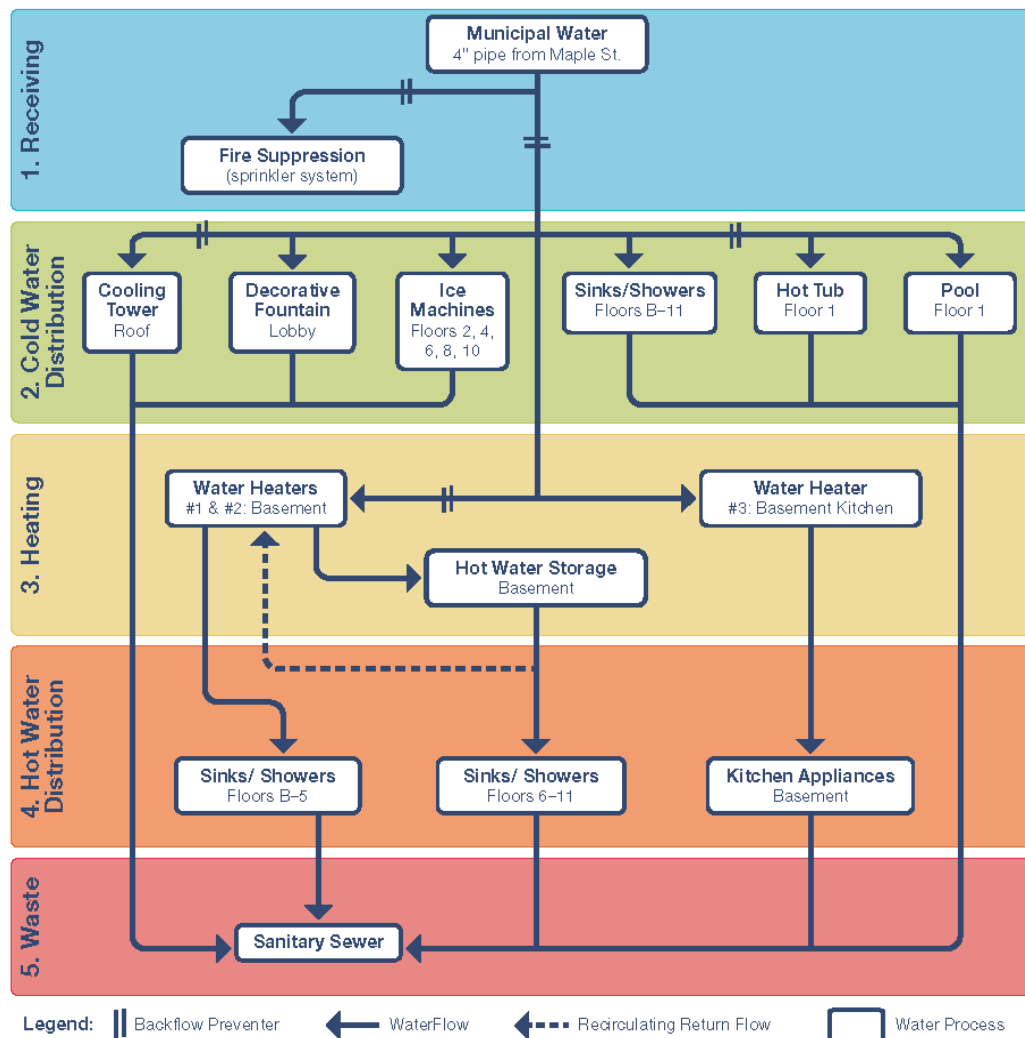 1. Receiving
Municipal Water
4" pipe from Maple St.
Fire Suppression
(sprinkler system)
2. Cold Water
Distribution
Cooling
Tower
Roof
Decorative
Fountain
Lobby
Ice
Machines
Floors 2, 4,
6, 8, 10
Sinks/Showers
Floors B–11
Hot Tub
Floor 1
Pool
Floor 1
3. Heating
Water Heaters
#1 & #2: Basement
Water Heater
#3: Basement Kitchen
Hot Water Storage
Basement
4. Hot Water
Distribution
Sinks/ Showers
Floors B–5
Sinks/ Showers
Floors 6–11
Kitchen Appliances
Basement
5. Waste
Sanitary Sewer
Legend: Backflow Preventer WaterFlow Recirculating Return Flow Water Process